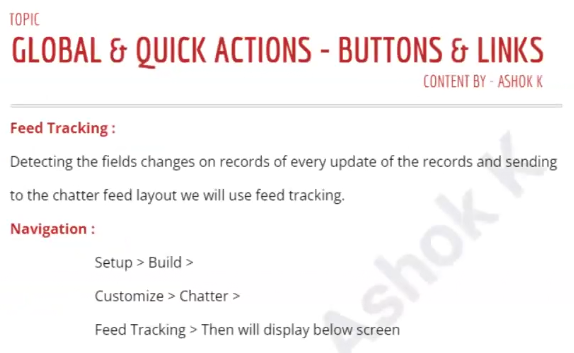 TOPIC
GLOBAL & QUICK ACTIONS - BUTTONS & LINKS
CONTENT BY - ASHOK K
Feed Tracking :
Detecting the fields changes on records of every update of the records and sending
to the chatter feed layout we will use feed tracking.
Navigation :
Setup > Build >
Customize > Chatter >
Feed Tracking > Then will display below screen
Ashok K